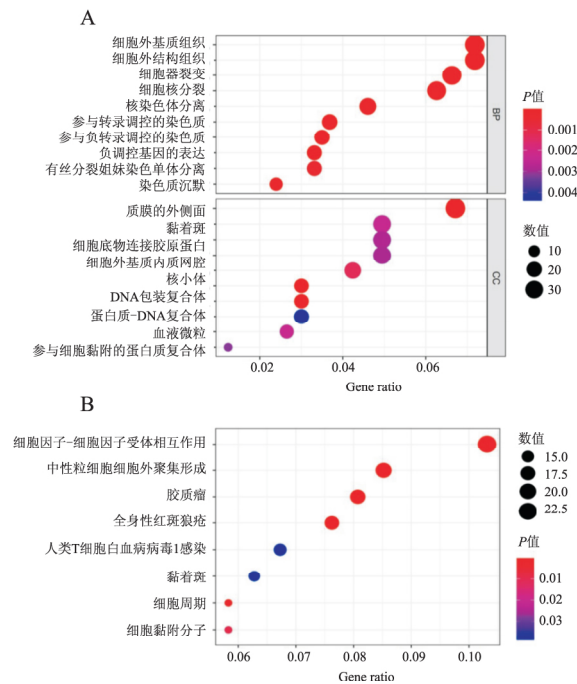 A
细胞外基质组织
细胞外结构组织
细胞器裂变
细胞核分裂
核染色体分离
参与转录调控的染色质
参与负转录调控的染色质
负调控基因的表达
有丝分裂姐妹染色单体分离
染色质沉默
BP
质膜的外侧面
黏着斑
细胞底物连接胶原蛋白
细胞外基质内质网腔
核小体
DNA包装复合体
蛋白质-DNA复合体
血液微粒
参与细胞黏附的蛋白质复合体
CC
0.02 0.04 0.06
Gene ratio
P值
0.001
0.002
0.003
0.004
数值
10
20
30
B
细胞因子-细胞因子受体相互作用
中性粒细胞细胞外聚集形成
胶质瘤
全身性红斑狼疮
人类T细胞白血病病毒1感染
黏着斑
细胞周期
细胞黏附分子
0.06 0.07 0.08 0.09 0.10
Gene ratio
数值
15.0
17.5
20.0
22.5
P值
0.01
0.02
0.03